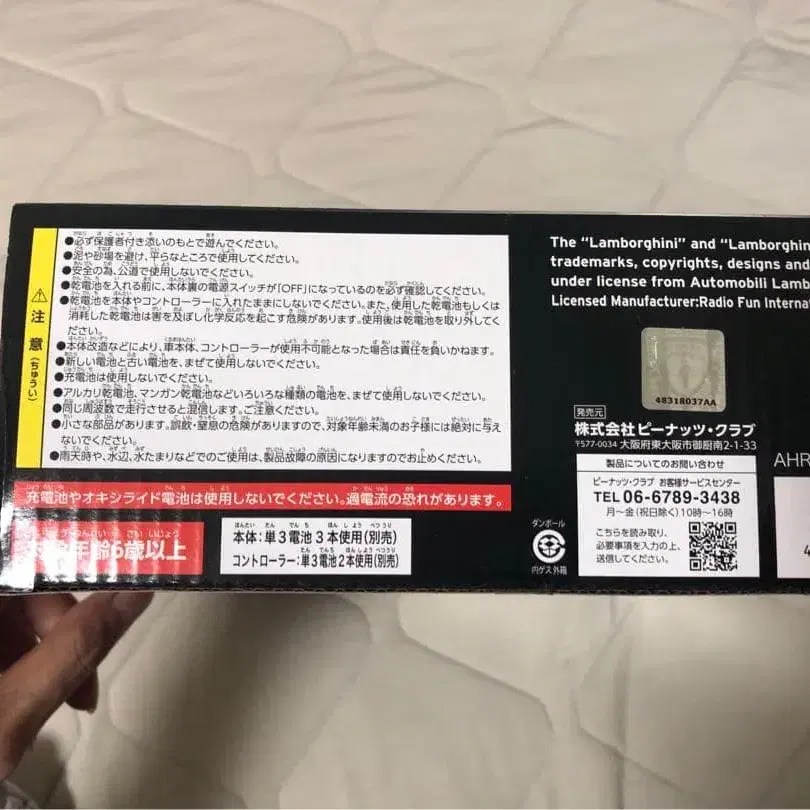 注意(ちゅうい)
●必ず保護者付き添いのもとで遊んでください。
●泥や砂場を避け、平らなところで使用してください。
●安全の為、公道で使用しないでください。
●乾電池を入れる前に、本体裏の電源スイッチが「OFF」になっているのを必ず確認してください。
●乾電池を本体やコントローラーに入れたままにしないでください。また、使用した乾電池もしくは
消耗した乾電池は害を及ぼし化学反応を起こす危険があります。使用後は乾電池を取り外してく
ださい。
●本体改造などにより、車本体、コントローラーが使用不可能となった場合は責任を負いかねます。
●新しい電池と古い電池を、まぜて使用しないでください。
●充電池は使用しないでください。
●アルカリ乾電池、マンガン乾電池などいろいろな種類の電池を、まぜて使用しないでください。
●同じ周波数で走行させると混信します。ご注意ください。
●小さな部品があります。誤飲・窒息の危険がありますので、対象年齢未満のお子様には絶対に与え
ないでください。
●雨天時や、水辺、水たまりなどでのご使用は、製品故障の原因になりますのでお止めください。
充電池やオキシライド電池は使用しないでください。過電流の恐れがあります。
年齢6歳以上
本体:単3電池3本使用(別売)
コントローラー:単3電池2本使用(別売)
The "Lamborghini" and "Lamborghin
trademarks, copyrights, designs and
under license from Automobili Lamb
Licensed Manufacturer:Radio Fun Interna
48318037AA
発売元
株式会社ピーナッツ・クラブ
〒577-0034 大阪府東大阪市御厨南2-1-33
製品についてのお問い合わせ
ピーナッツ・クラブ お客様サービスセンター
TEL 06-6789-3438
月～金(祝日除く)10時～16時
こちらを読み取り、
必要事項を入力の上、
送信してください。
ダンボール
内ゲス 外箱
AHR
4